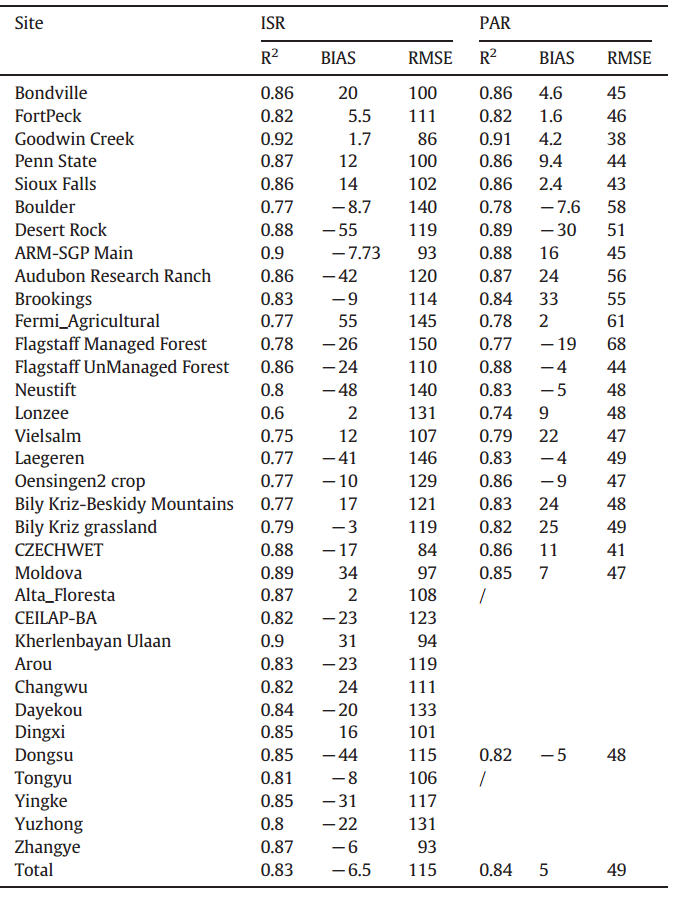 Site ISR PAR
R² BIAS RMSE R² BIAS RMSE
Bondville 0.86 20 100 0.86 4.6 45
FortPeck 0.82 5.5 111 0.82 1.6 46
Goodwin Creek 0.92 1.7 86 0.91 4.2 38
Penn State 0.87 12 100 0.86 9.4 44
Sioux Falls 0.86 14 102 0.86 2.4 43
Boulder 0.77 −8.7 140 0.78 −7.6 58
Desert Rock 0.88 −55 119 0.89 −30 51
ARM-SGP Main 0.9 −7.73 93 0.88 16 45
Audubon Research Ranch 0.86 −42 120 0.87 24 56
Brookings 0.83 −9 114 0.84 33 55
Fermi_Agricultural 0.77 55 145 0.78 2 61
Flagstaff Managed Forest 0.78 −26 150 0.77 −19 68
Flagstaff UnManaged Forest 0.86 −24 110 0.88 −4 44
Neustift 0.8 −48 140 0.83 −5 48
Lonzee 0.6 2 131 0.74 9 48
Vielsalm 0.75 12 107 0.79 22 47
Laegeren 0.77 −41 146 0.83 −4 49
Oensingen2 crop 0.77 −10 129 0.86 −9 47
Bily Kriz-Beskidy Mountains 0.77 17 121 0.83 24 48
Bily Kriz grassland 0.79 −3 119 0.82 25 49
CZECHWET 0.88 −17 84 0.86 11 41
Moldova 0.89 34 97 0.85 7 47
Alta_Floresta 0.87 2 108 /
CEILAP-BA 0.82 −23 123
Kherlenbayan Ulaan 0.9 31 94
Arou 0.83 −23 119
Changwu 0.82 24 111
Dayekou 0.84 −20 133
Dingxi 0.85 16 101
Dongsu 0.85 −44 115 0.82 −5 48
Tongyu 0.81 −8 106 /
Yingke 0.85 −31 117
Yuzhong 0.8 −22 131
Zhangye 0.87 −6 93
Total 0.83 −6.5 115 0.84 5 49